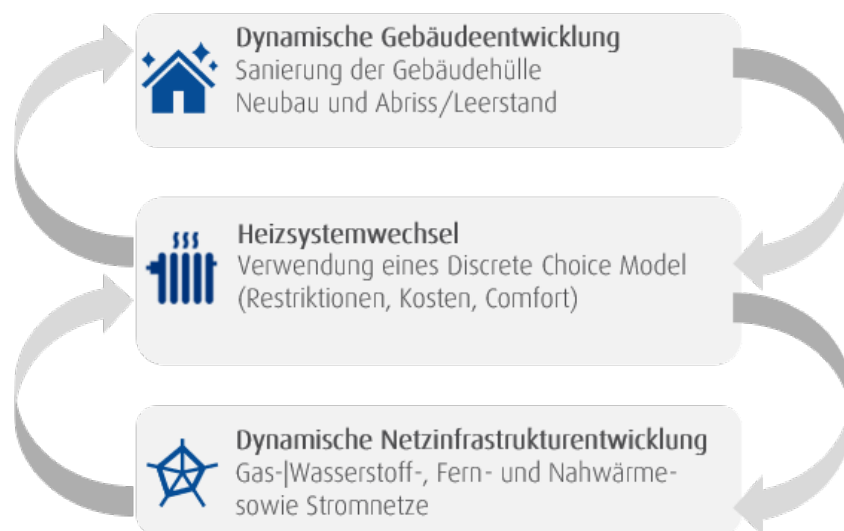 Dynamische Gebäudeentwicklung
Sanierung der Gebäudehülle
Neubau und Abriss/Leerstand
Heizsystemwechsel
Verwendung eines Discrete Choice Model
(Restriktionen, Kosten, Comfort)
Dynamische Netzinfrastrukturentwicklung
Gas-|Wasserstoff-, Fern- und Nahwärme-
sowie Stromnetze